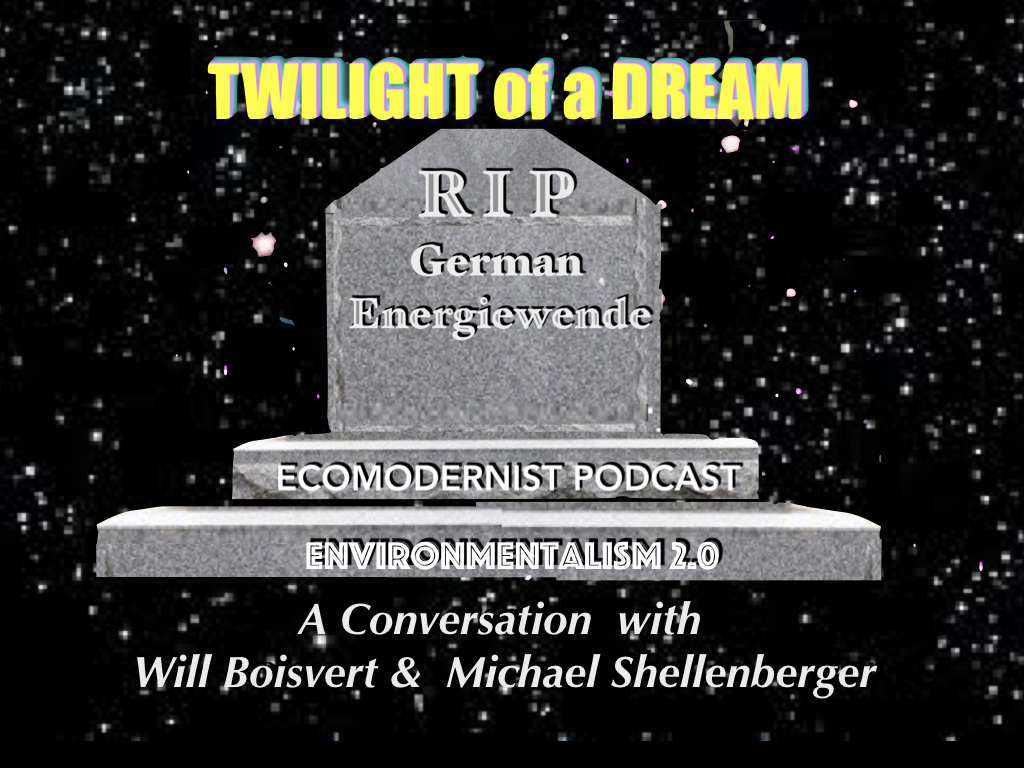 TWILIGHT of a DREAM
R I P
German
Energiewende
ECOMODERNIST PODCAST
ENVIRONMENTALISM 2.0
A Conversation with
Will Boisvert & Michael Shellenberger